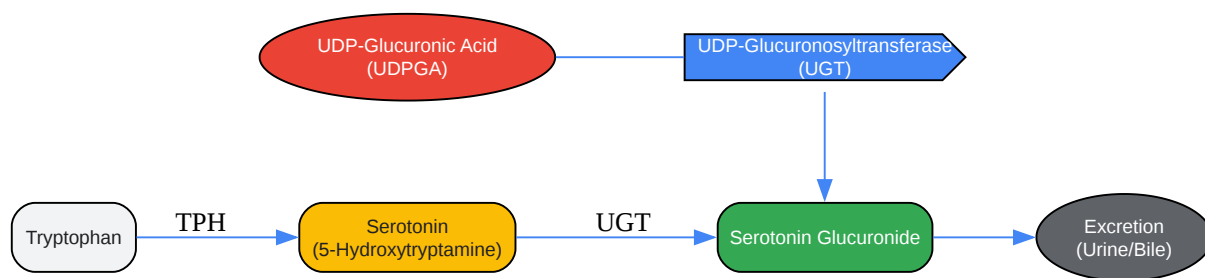 UDP-Glucuronic Acid
(UDPGA)
UDP-Glucuronosyltransferase
(UGT)
Tryptophan
TPH
Serotonin
(5-Hydroxytryptamine)
UGT
Serotonin Glucuronide
Excretion
(Urine/Bile)